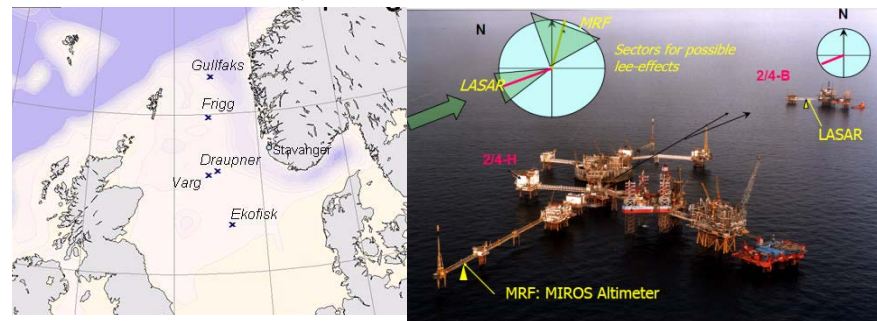 Gullfaks
Frigg
Stavanger
Draupner
Varg
Ekofisk
N
MRF
Sectors for possible
lee-effects
LASAR
N
2/4-B
LASAR
2/4-H
MRF: MIROS Altimeter